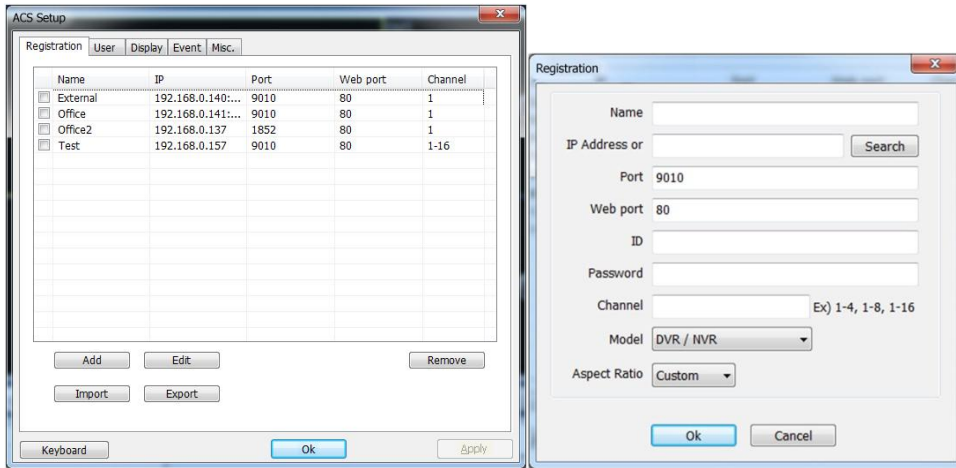 ACS Setup
Registration User Display Event Misc.
Name IP Port Web port Channel
External 192.168.0.140:... 9010 80 1
Office 192.168.0.141:... 9010 80 1
Office2 192.168.0.137 1852 80 1
Test 192.168.0.157 9010 80 1-16
Add Edit Remove
Import Export
Keyboard Ok Apply
Registration
Name
IP Address or Search
Port 9010
Web port 80
ID
Password
Channel Ex) 1-4, 1-8, 1-16
Model DVR / NVR
Aspect Ratio Custom
Ok Cancel